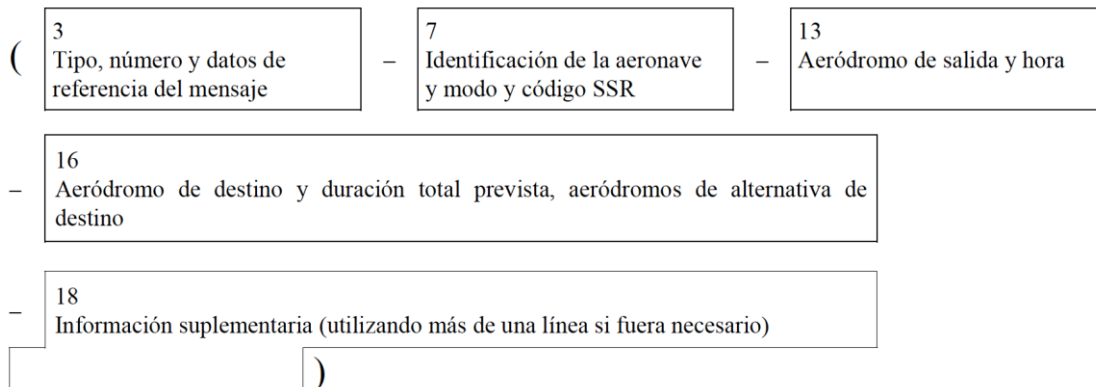 ( 3 7 13
Tipo, número y datos de – Identificación de la aeronave – Aeródromo de salida y hora
referencia del mensaje y modo y código SSR
16
– Aeródromo de destino y duración total prevista, aeródromos de alternativa de
destino
– 18
Información suplementaria (utilizando más de una línea si fuera necesario)
)